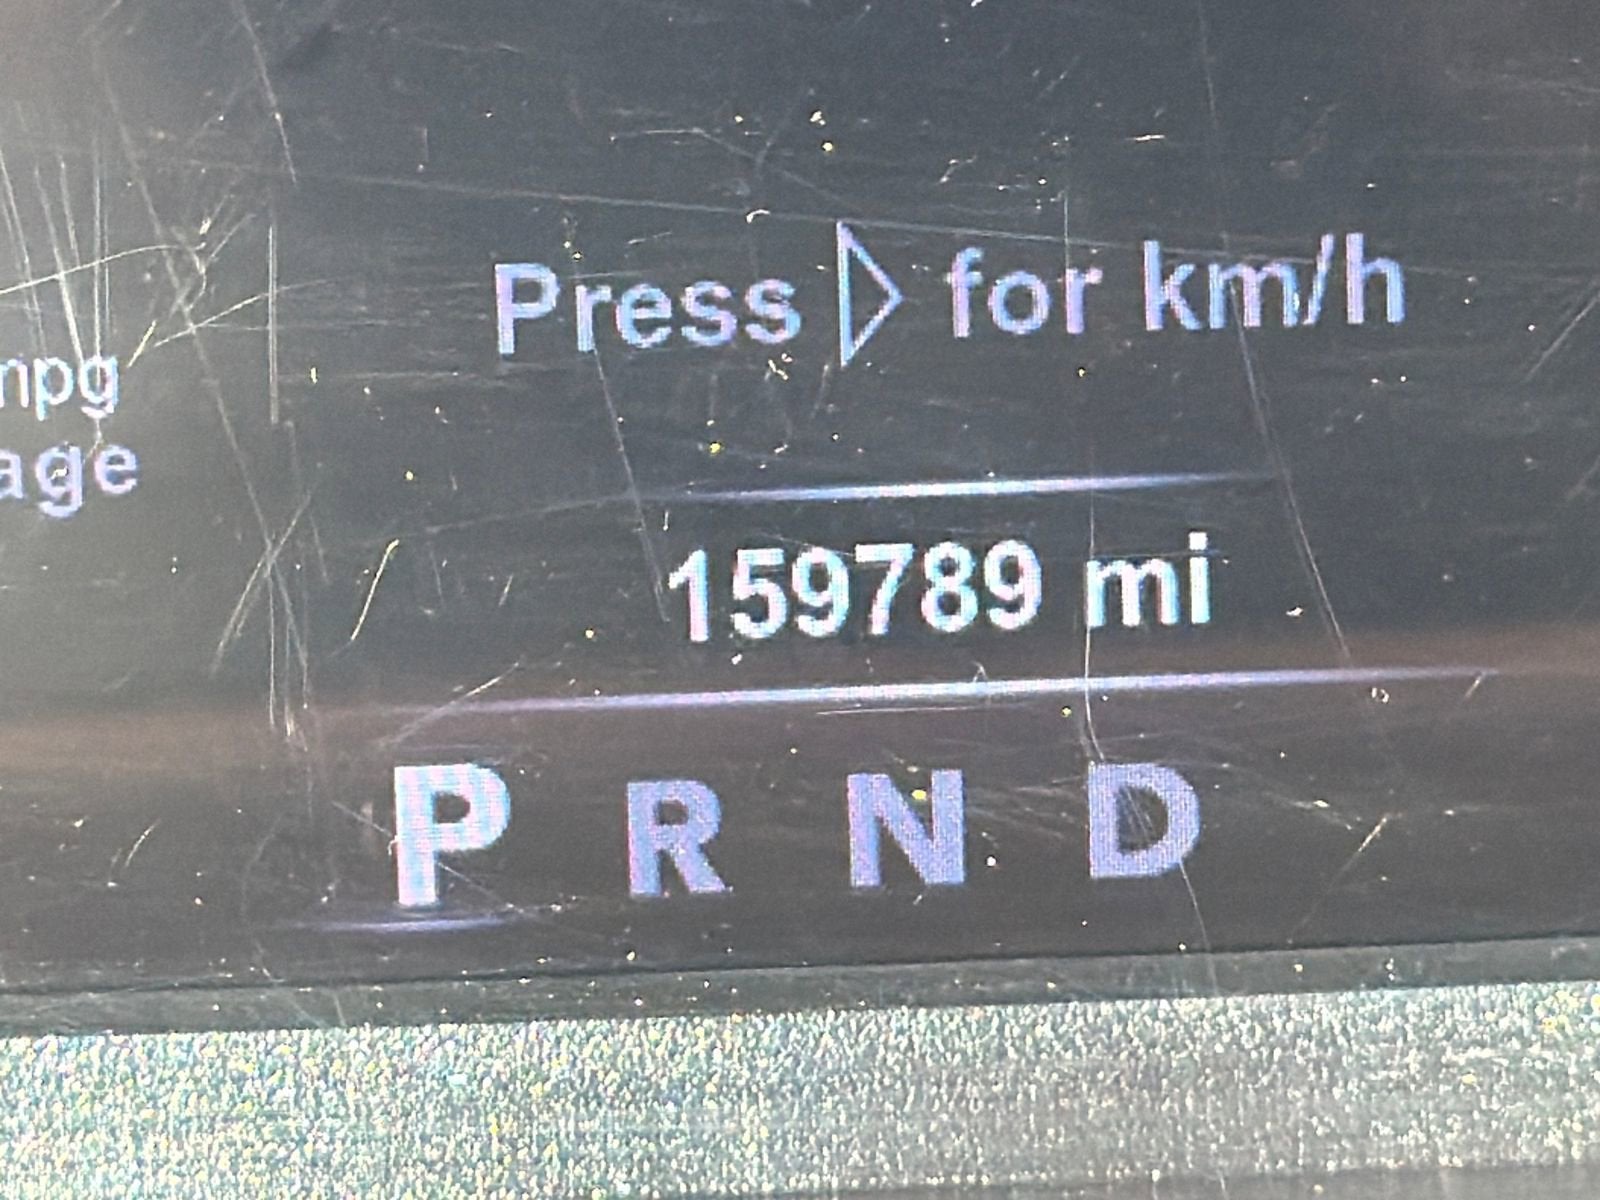 Press ▷ for km/h
mpg
age
159789 mi
P R N D